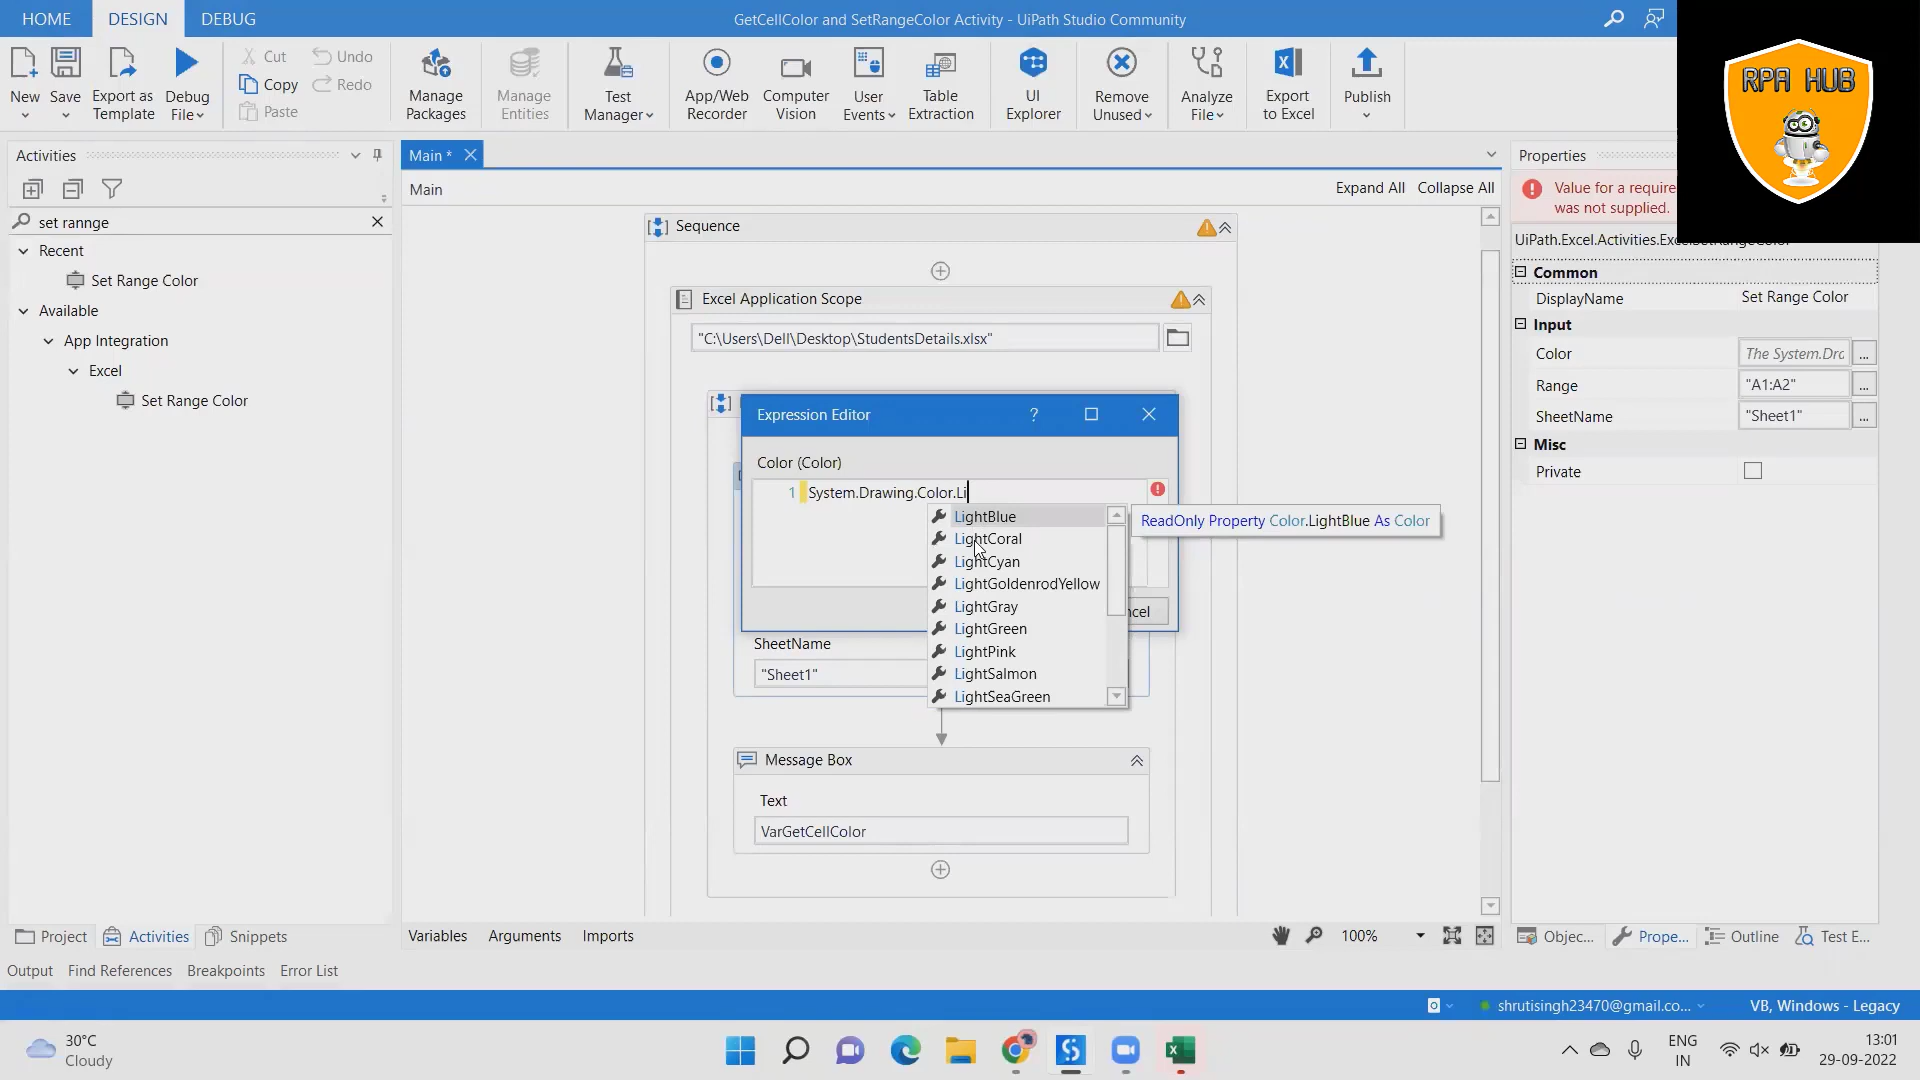 HOME
DESIGN
DEBUG
GetCellColor and SetRangeColor Activity - UiPath Studio Community
New
Save
Export as
Template
Debug
File
Cut
Copy
Paste
Undo
Redo
Manage
Packages
Manage
Entities
Test
Manager
App/Web
Recorder
Computer
Vision
User
Events
Table
Extraction
UI
Explorer
Remove
Unused
Analyze
File
Export
to Excel
Publish
RPA HUB
Activities
set rannge
Recent
Set Range Color
Available
App Integration
Excel
Set Range Color
Main *
Main
Expand All
Collapse All
Sequence
Excel Application Scope
"C:\Users\Dell\Desktop\StudentsDetails.xlsx"
Expression Editor
?
Color (Color)
1 System.Drawing.Color.Li
LightBlue
LightCoral
LightCyan
LightGoldenrodYellow
LightGray
LightGreen
LightPink
LightSalmon
LightSeaGreen
ReadOnly Property Color.LightBlue As Color
ncel
SheetName
"Sheet1"
Message Box
Text
VarGetCellColor
Properties
Value for a require
was not supplied.
Common
DisplayName
Set Range Color
Input
Color
The System.Dra
...
Range
"A1:A2"
...
SheetName
"Sheet1"
...
Misc
Private
Project
Activities
Snippets
Variables
Arguments
Imports
100%
Objec...
Prope...
Outline
Test E...
Output
Find References
Breakpoints
Error List
shrutisingh23470@gmail.co...
VB, Windows - Legacy
30°C
Cloudy
ENG
IN
13:01
29-09-2022